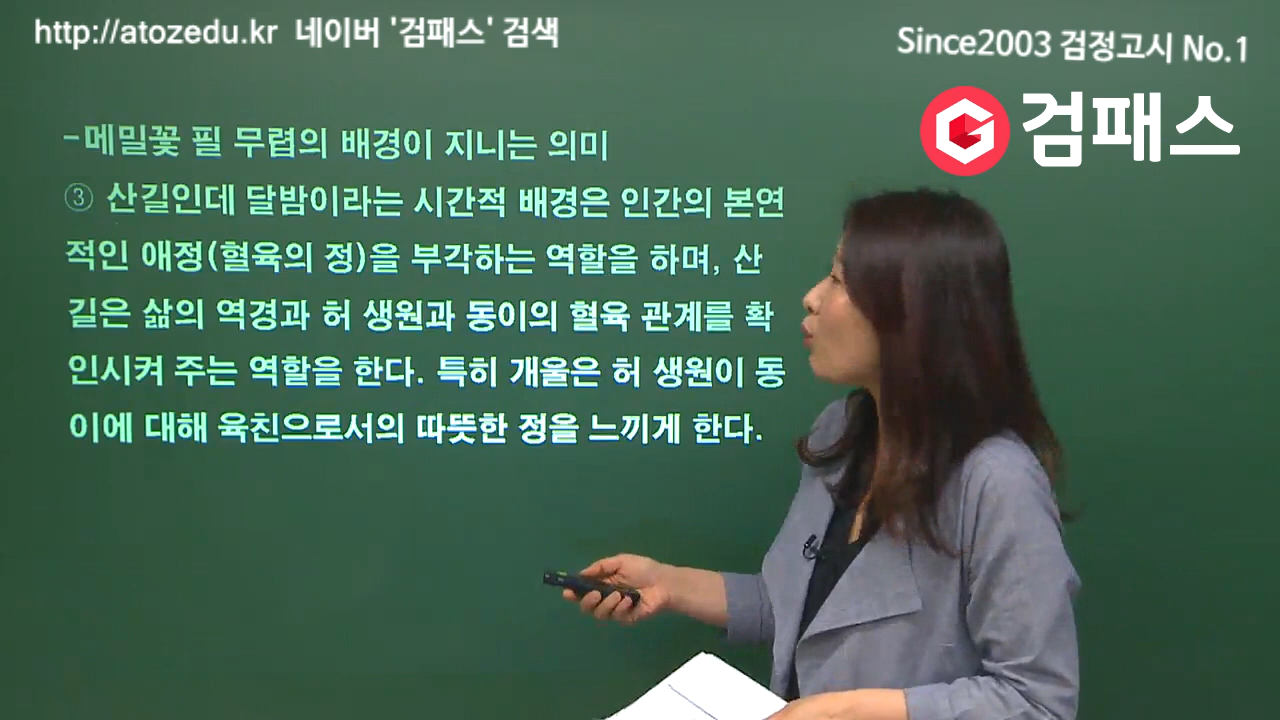 http://atozedu.kr 네이버 '검패스' 검색
Since2003 검정고시 No.1
검패스
-메밀꽃 필 무렵의 배경이 지니는 의미
③ 산길인데 달밤이라는 시간적 배경은 인간의 본연
적인 애정(혈육의 정)을 부각하는 역할을 하며, 산
길은 삶의 역경과 허 생원과 동이의 혈육 관계를 확
인시켜 주는 역할을 한다. 특히 개울은 허 생원이 동
이에 대해 육친으로서의 따뜻한 정을 느끼게 한다.